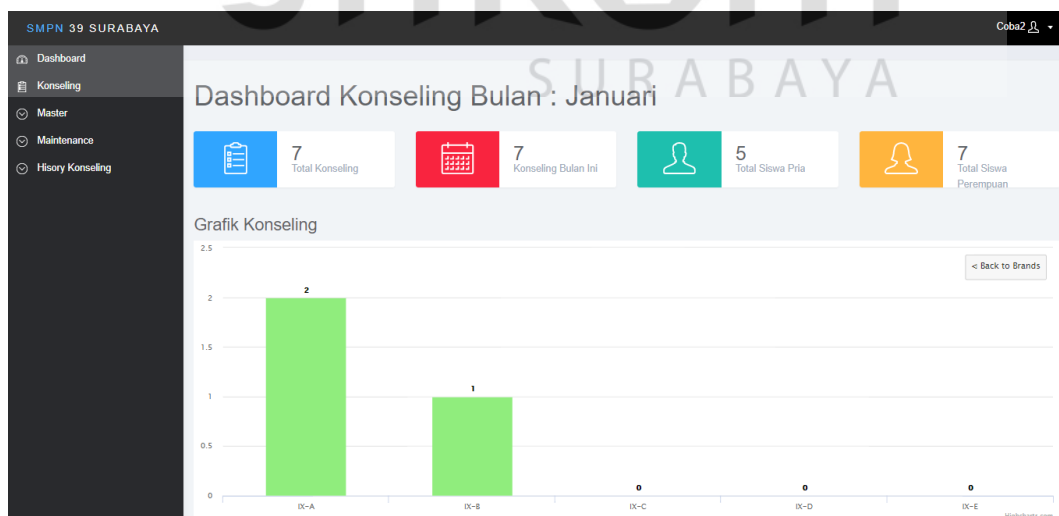 SMPN 39 SURABAYA
Coba2
SURABAYA
Dashboard
Konseling
Master
Maintenance
Hisory Konseling
Dashboard Konseling Bulan : Januari
7
Total Konseling
7
Konseling Bulan Ini
5
Total Siswa Pria
7
Total Siswa
Perempuan
Grafik Konseling
< Back to Brands
2.5
2
1.5
1
0.5
0
2
1
0
0
0
IX-A
IX-B
IX-C
IX-D
IX-E
Highcharts.com